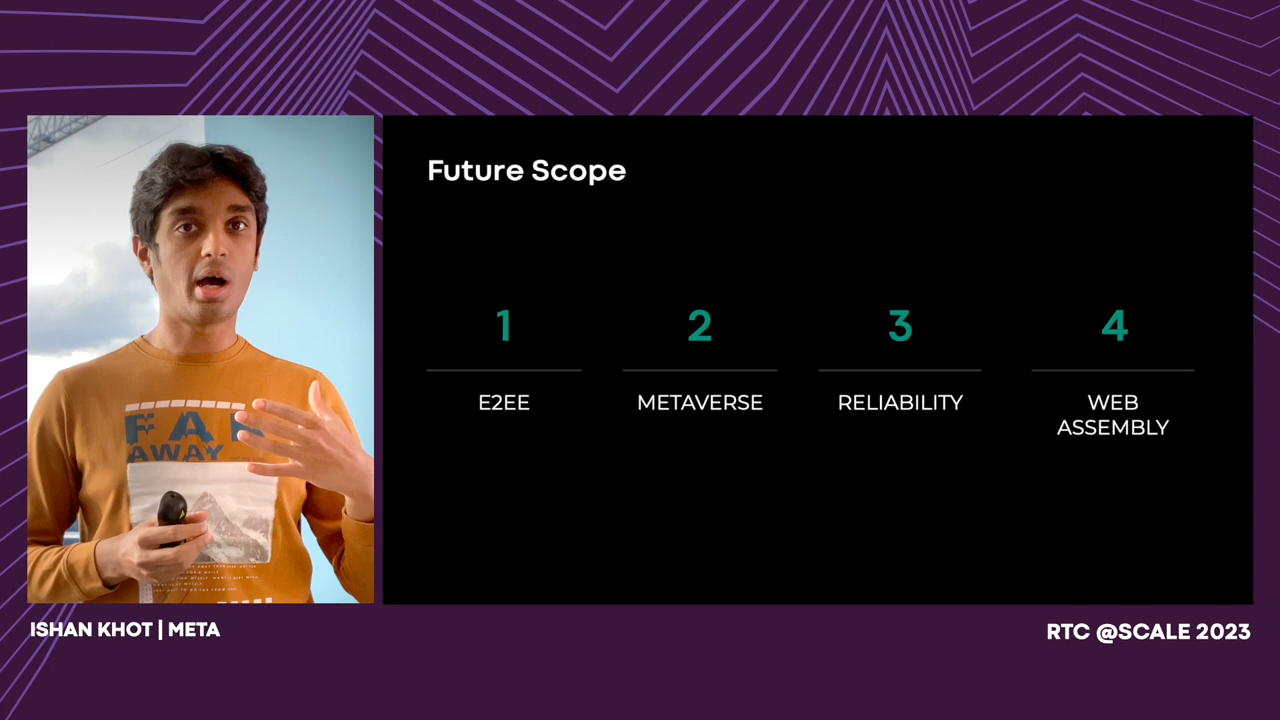 Future Scope
1
E2EE
2
METAVERSE
3
RELIABILITY
4
WEB
ASSEMBLY
FAR
AWAY
ISHAN KHOT | META
RTC @SCALE 2023